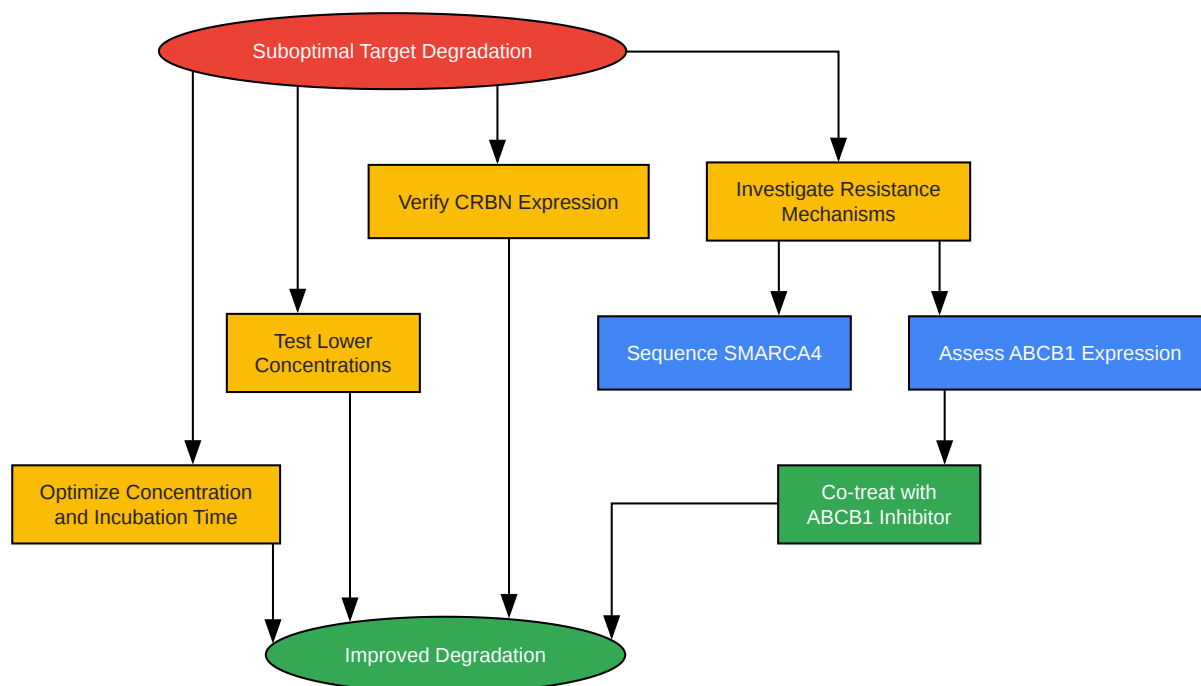 Suboptimal Target Degradation
Verify CRBN Expression
Investigate Resistance
Mechanisms
Test Lower
Concentrations
Sequence SMARCA4
Assess ABCB1 Expression
Optimize Concentration
and Incubation Time
Co-treat with
ABCB1 Inhibitor
Improved Degradation